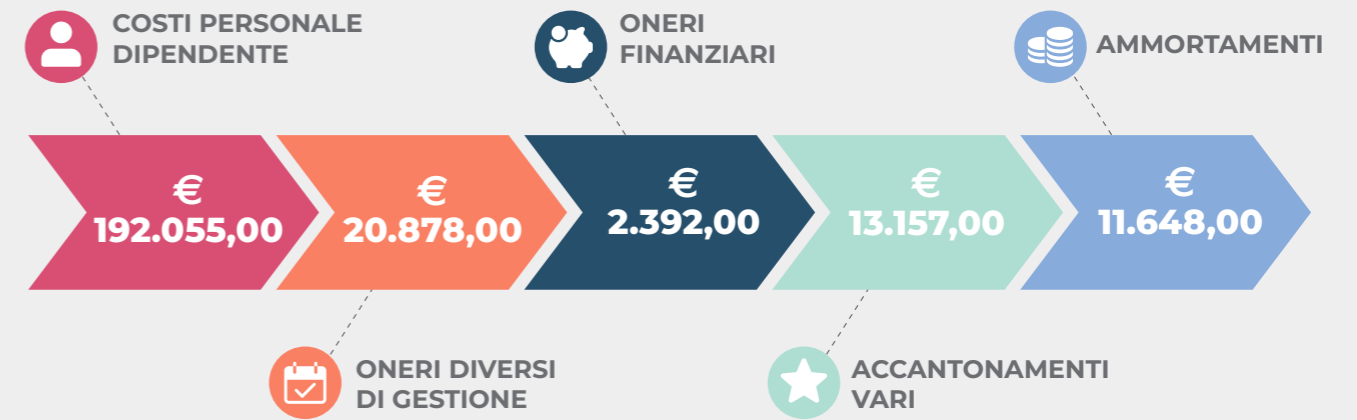 COSTI PERSONALE
DIPENDENTE
ONERI
FINANZIARI
AMMORTAMENTI
€
192.055,00
€
20.878,00
€
2.392,00
€
13.157,00
€
11.648,00
ONERI DIVERSI
DI GESTIONE
ACCANTONAMENTI
VARI